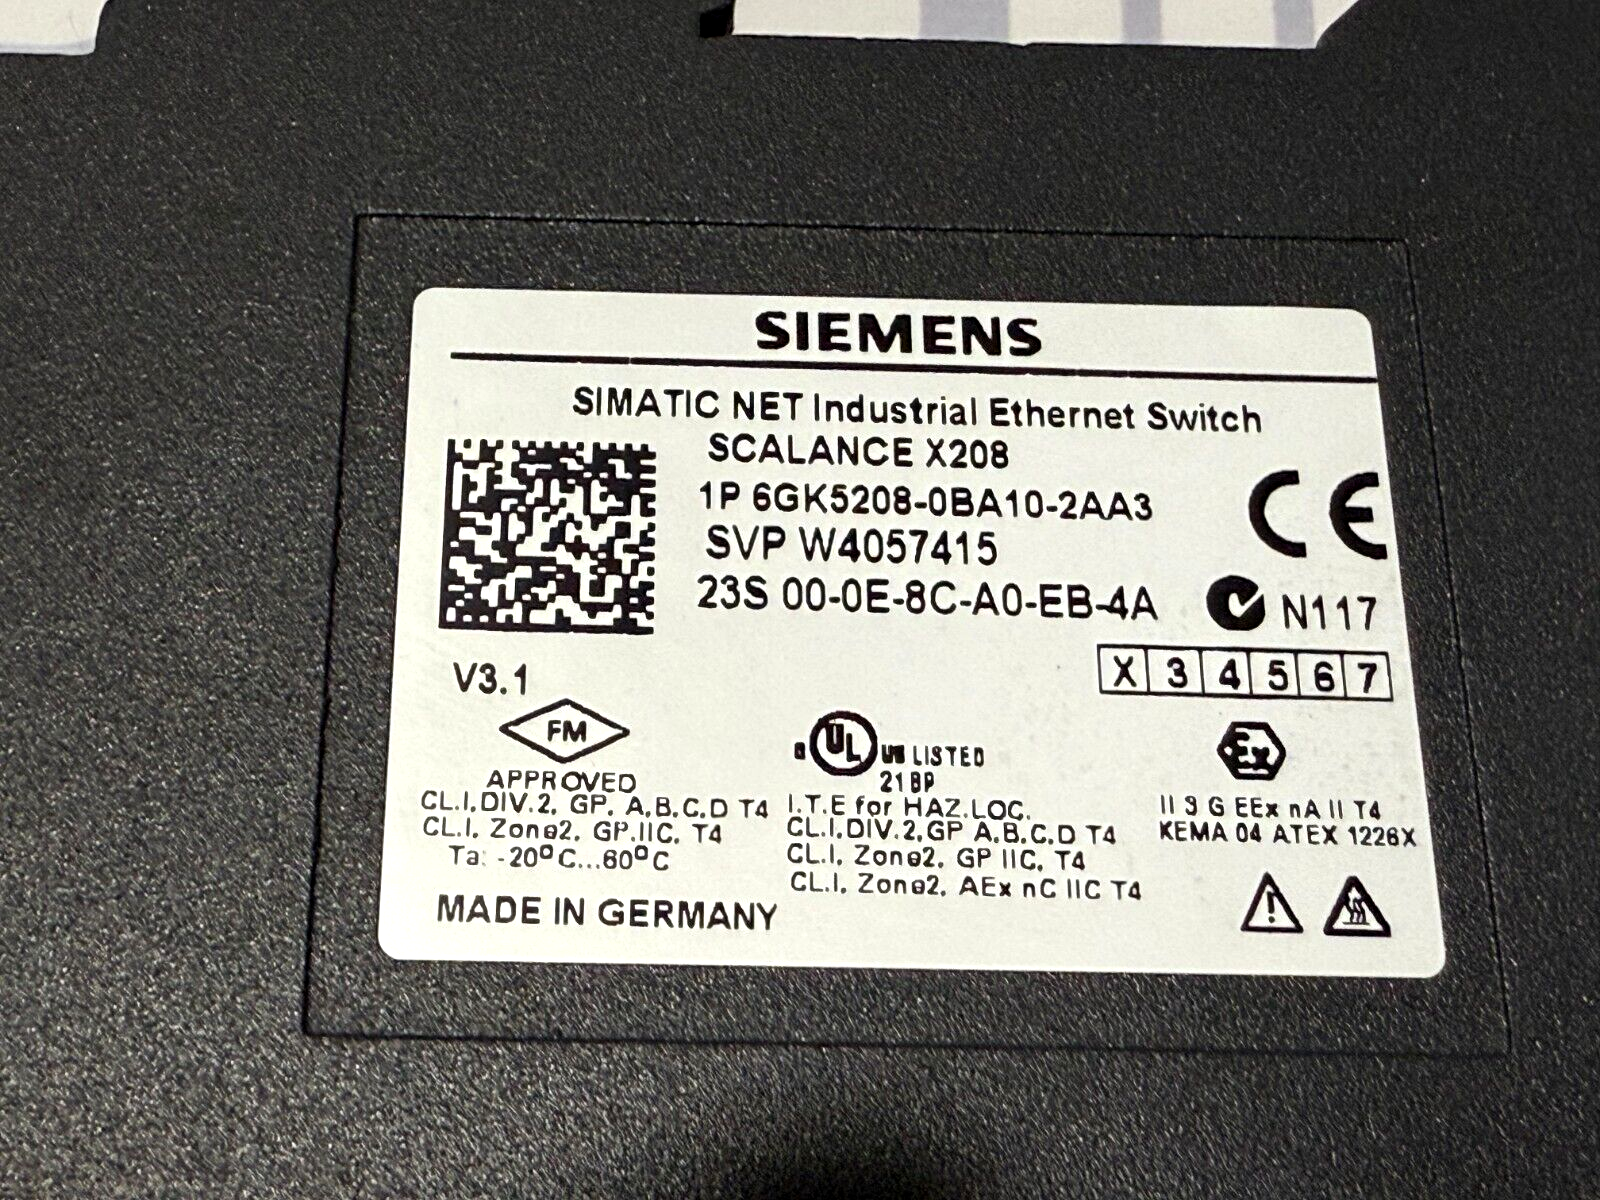 SIEMENS
SIMATIC NET Industrial Ethernet Switch
SCALANCE X208
1P 6GK5208-0BA10-2AA3
SVP W4057415
23S 00-0E-8C-A0-EB-4A
CE
N117
V3.1
X 3 4 5 6 7
FM
APPROVED
CL.I,DIV.2, GP. A,B,C,D T4
CL.I, Zone2, GP.IIC, T4
Ta: -20°C...60°C
UL LISTED
21BP
I.T.E for HAZ.LOC.
CL.I,DIV.2,GP A,B,C,D T4
CL.I, Zone2, GP IIC, T4
CL.I, Zone2, AEx nC IIC T4
Ex
II 3 G EEx nA II T4
KEMA 04 ATEX 1226X
MADE IN GERMANY